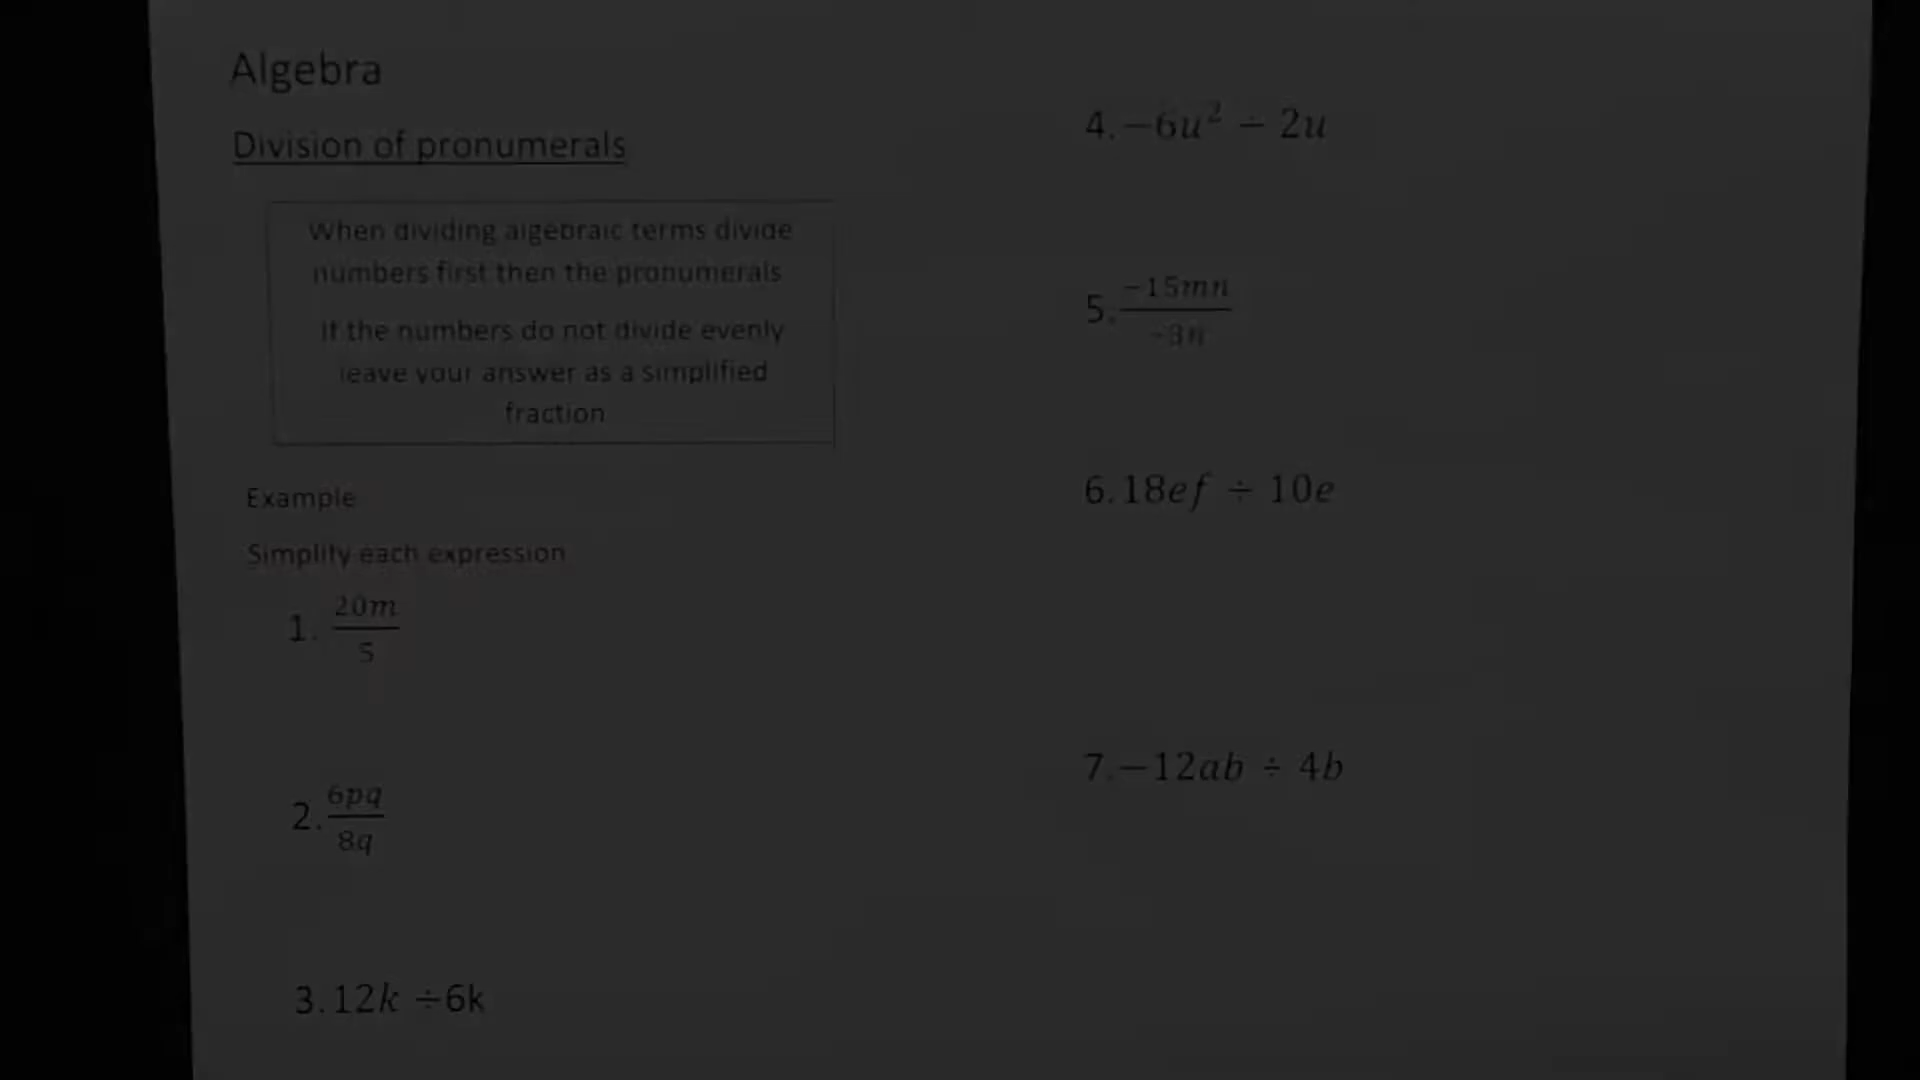 Algebra
Division of pronumerals
When dividing algebraic terms divide
numbers first then the pronumerals
If the numbers do not divide evenly
leave your answer as a simplified
fraction
Example
Simplify each expression
1. 20m/5
2. 6pq/8q
3. 12k ÷6k
4. −6u² ÷ 2u
5. −15mn/−3n
6. 18ef ÷ 10e
7. −12ab ÷ 4b